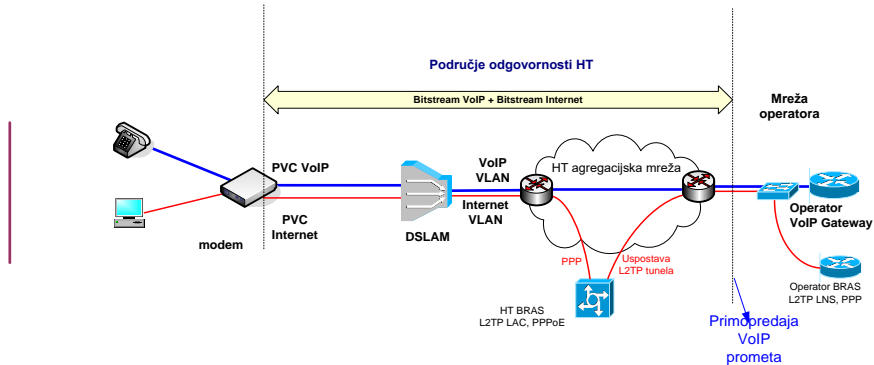 Područje odgovornosti HT
Bitstream VoIP + Bitstream Internet
Mreža
operatora
PVC VoIP
VoIP
VLAN
HT agregacijska mreža
PVC
Internet
Internet
VLAN
modem
DSLAM
Operator
VoIP Gateway
PPP
Uspostava
L2TP tunela
HT BRAS
L2TP LAC, PPPoE
Operator BRAS
L2TP LNS, PPP
Primopredaja
VoIP
prometa